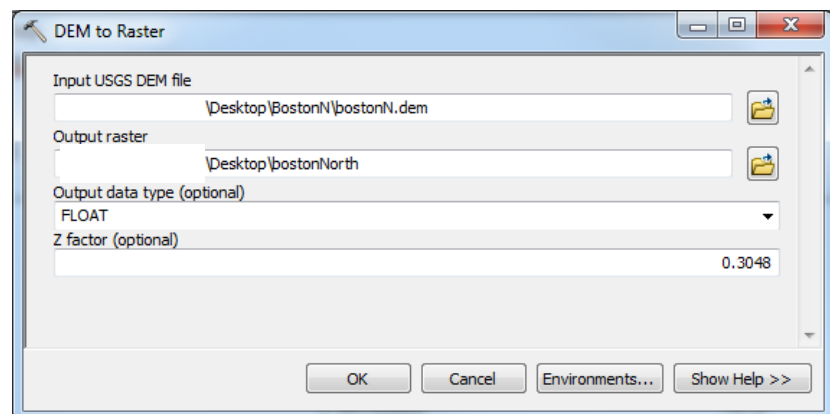 DEM to Raster
Input USGS DEM file
\Desktop\BostonN\bostonN.dem
Output raster
\Desktop\bostonNorth
Output data type (optional)
FLOAT
Z factor (optional)
0.3048
OK Cancel Environments... Show Help >>